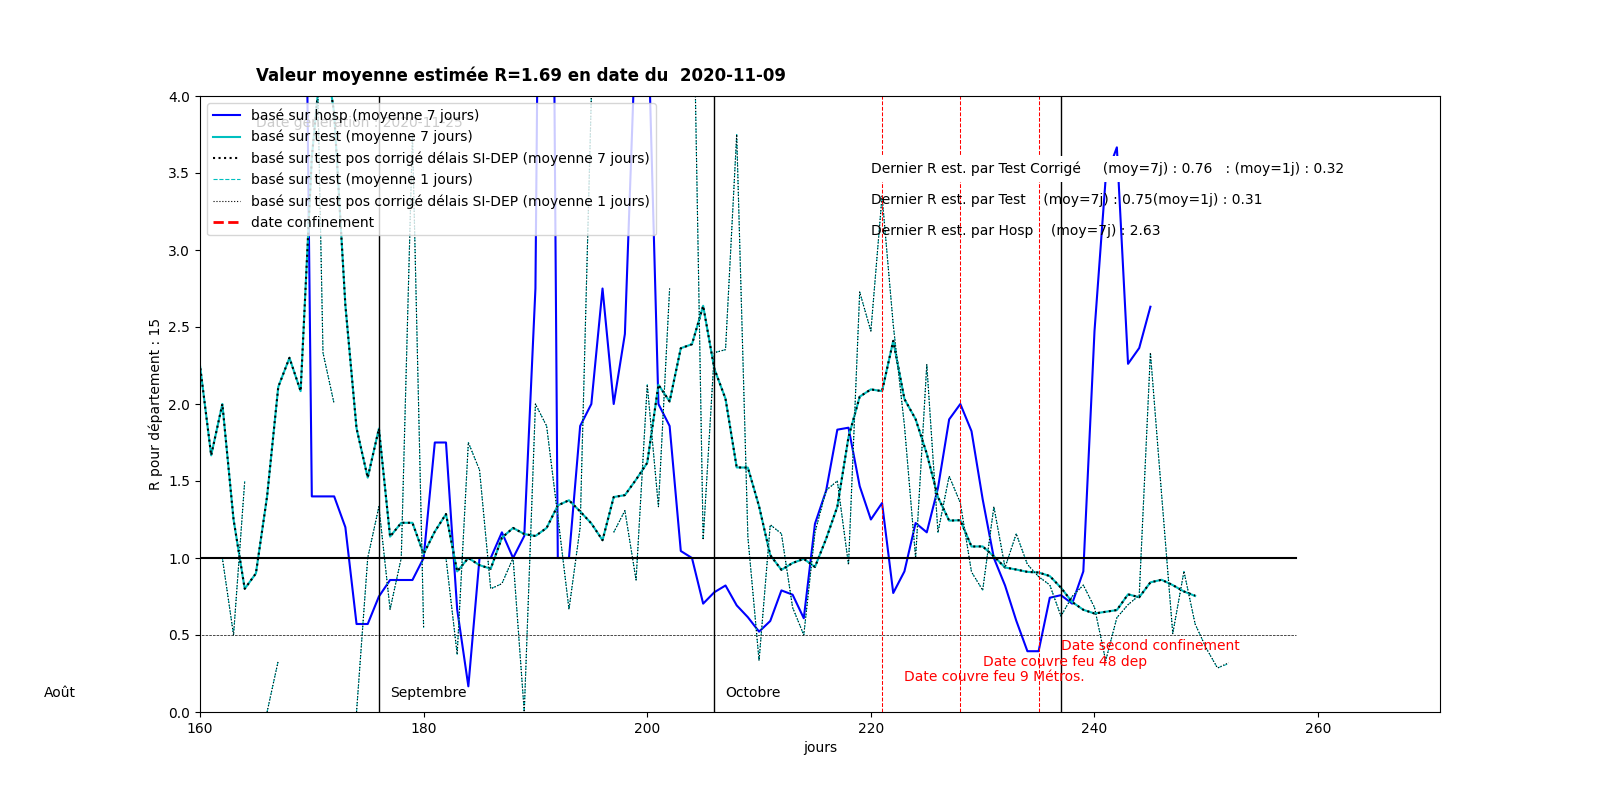 Valeur moyenne estimée R=1.69 en date du  2020-11-09
4.0
3.5
3.0
2.5
2.0
1.5
1.0
0.5
0.0
R pour département : 15
basé sur hosp (moyenne 7 jours)
basé sur test (moyenne 7 jours)
basé sur test pos corrigé délais SI-DEP (moyenne 7 jours)
basé sur test (moyenne 1 jours)
basé sur test pos corrigé délais SI-DEP (moyenne 1 jours)
date confinement
Dernier R est. par Test Corrigé     (moy=7j) : 0.76   : (moy=1j) : 0.32
Dernier R est. par Test    (moy=7j) : 0.75(moy=1j) : 0.31
Dernier R est. par Hosp    (moy=7j) : 2.63
Date second confinement
Date couvre feu 48 dep
Date couvre feu 9 Métros.
Août
Septembre
Octobre
160
180
200
220
240
260
jours